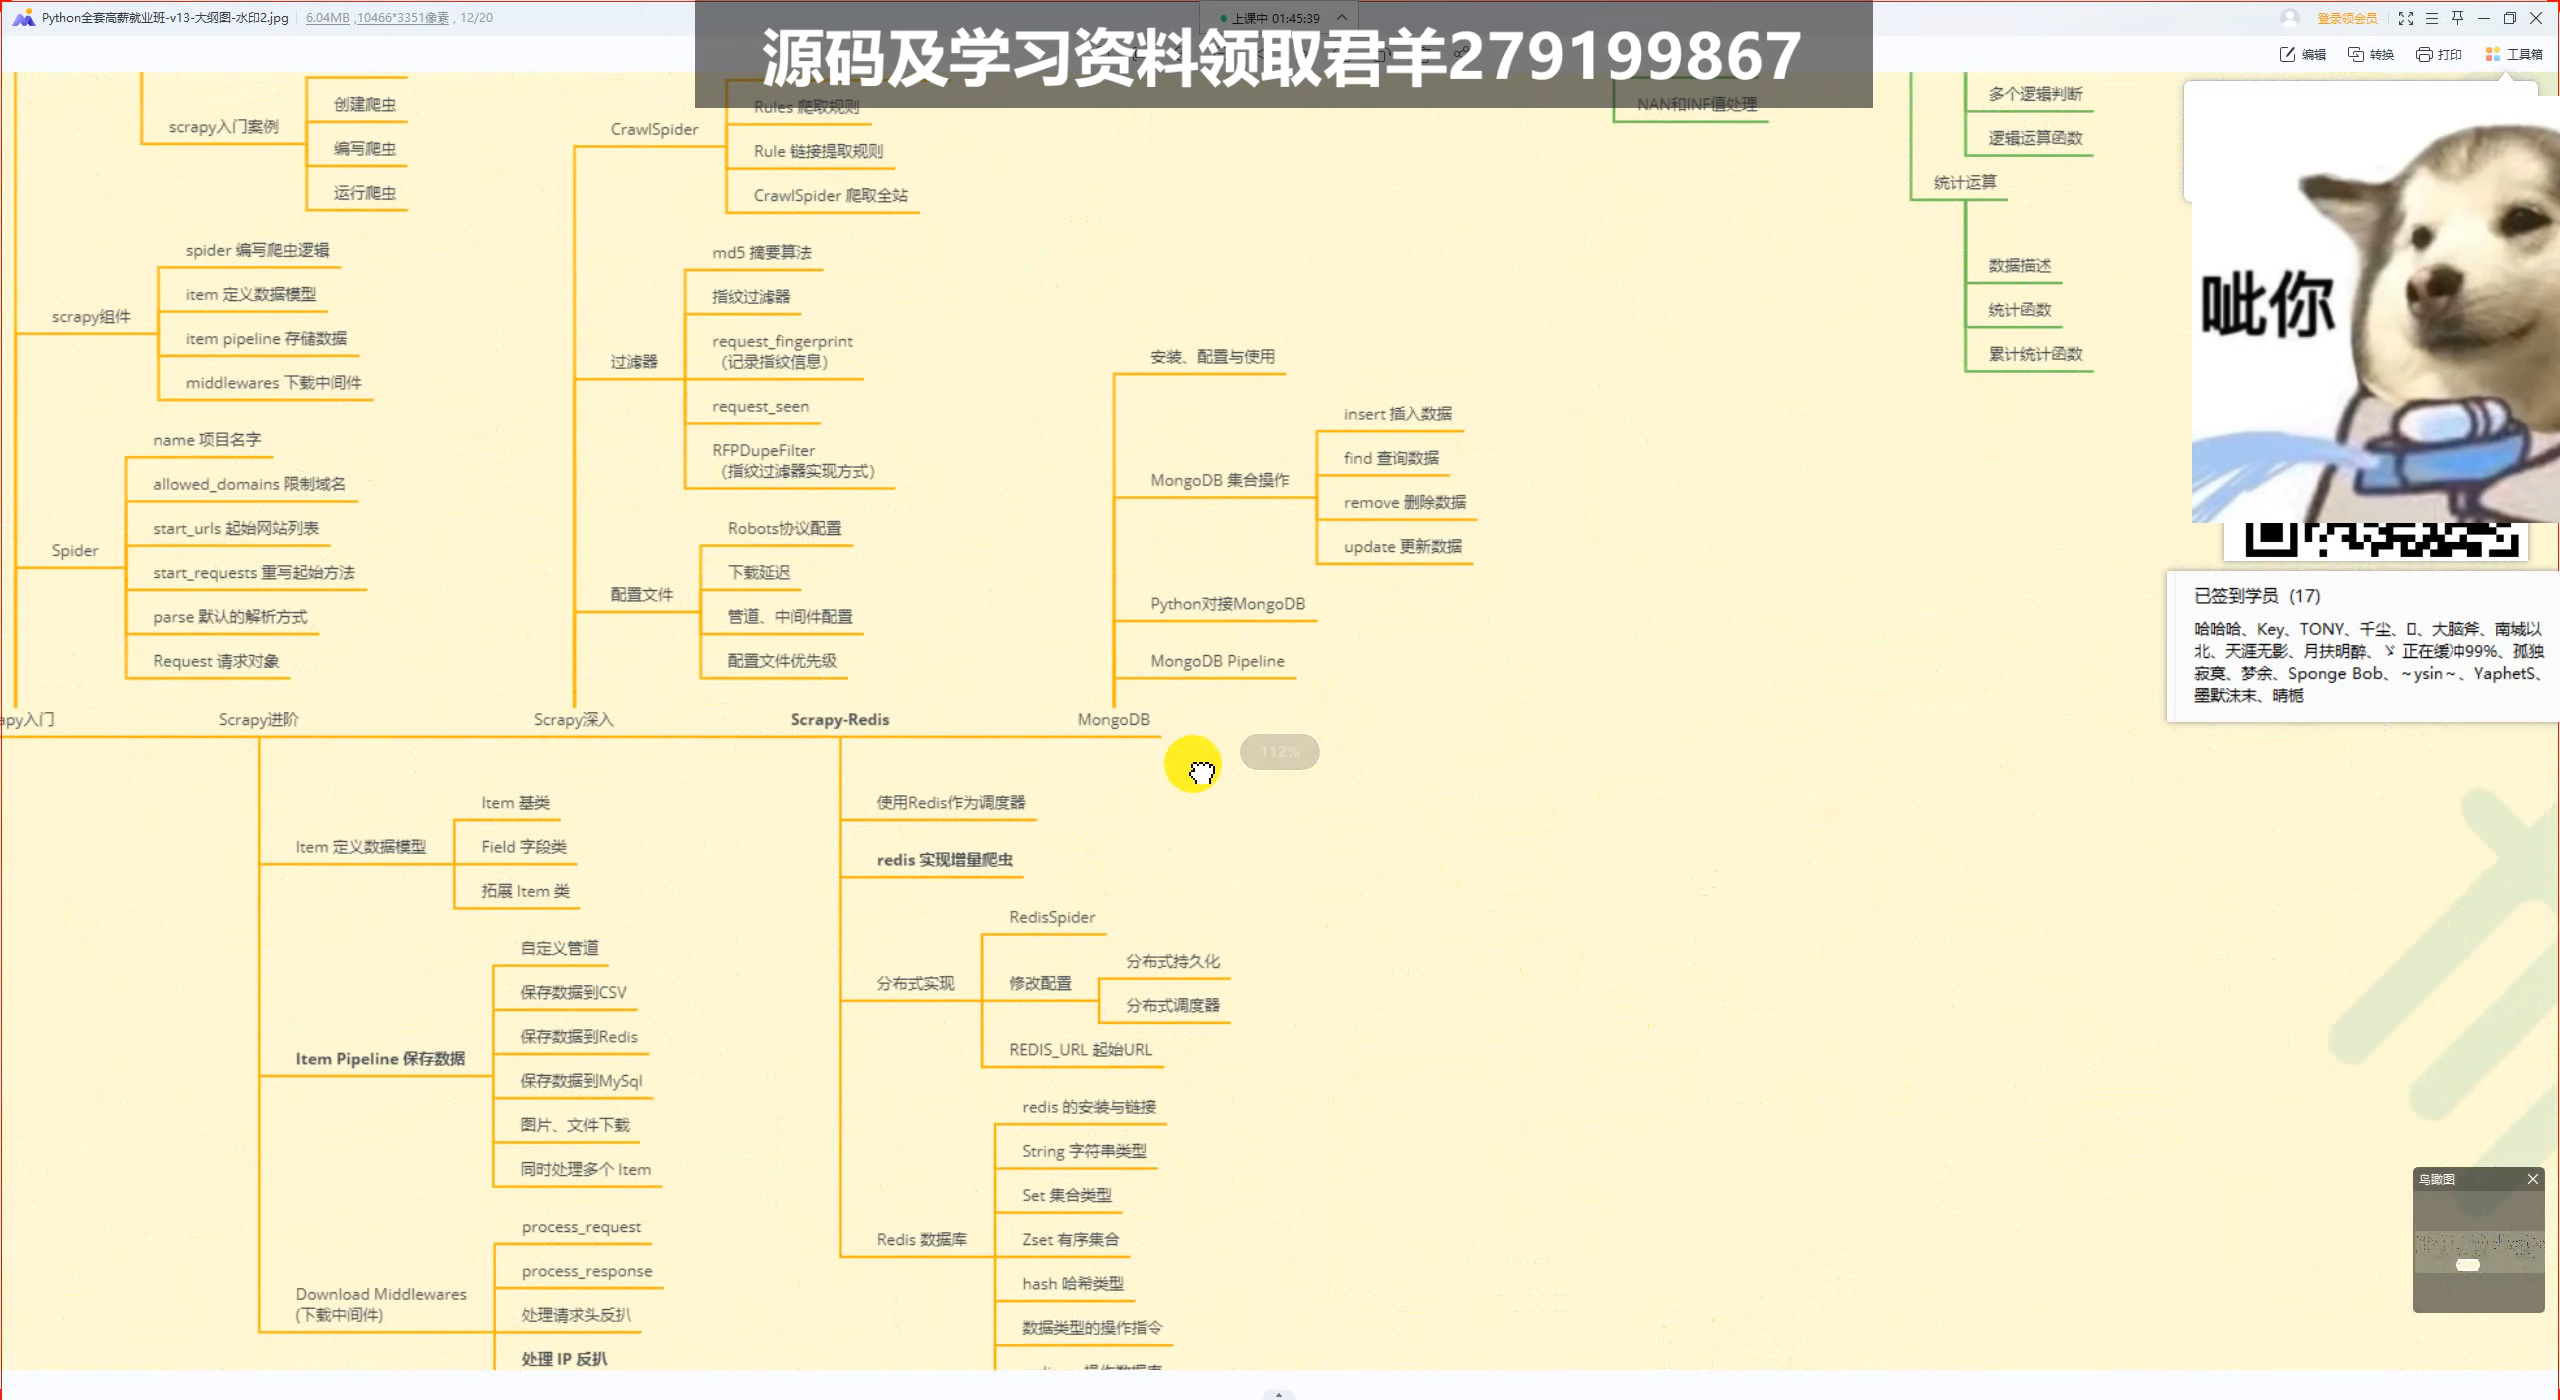 Python全套高薪就业班-v13-大纲图-水印2.jpg
6.04MB ,10466*3351像素 , 12/20
上课中 01:45:39
登录领会员
源码及学习资料领取君羊279199867
编辑
转换
打印
工具箱
创建爬虫
scrapy入门案例
编写爬虫
运行爬虫
spider 编写爬虫逻辑
item 定义数据模型
scrapy组件
item pipeline 存储数据
middlewares 下载中间件
name 项目名字
allowed_domains 限制域名
start_urls 起始网站列表
Spider
start_requests 重写起始方法
parse 默认的解析方式
Request 请求对象
Rules 爬取规则
CrawlSpider
Rule 链接提取规则
CrawlSpider 爬取全站
md5 摘要算法
指纹过滤器
request_fingerprint
（记录指纹信息）
过滤器
request_seen
RFPDupeFilter
（指纹过滤器实现方式）
Robots协议配置
下载延迟
配置文件
管道、中间件配置
配置文件优先级
安装、配置与使用
insert 插入数据
find 查询数据
MongoDB 集合操作
remove 删除数据
update 更新数据
Python对接MongoDB
MongoDB Pipeline
NAN和INF值处理
多个逻辑判断
逻辑运算函数
统计运算
数据描述
统计函数
累计统计函数
呲你
已签到学员（17）
哈哈哈、Key、TONY、千尘、、大脑斧、南城以
北、天涯无影、月扶明醉、ゞ 正在缓冲99%、孤独
寂寞、梦余、Sponge Bob、～ysin～、YaphetS、
墨默沫末、晴栀
apy入门
Scrapy进阶
Scrapy深入
Scrapy-Redis
MongoDB
112%
Item 基类
Item 定义数据模型
Field 字段类
拓展 Item 类
自定义管道
保存数据到CSV
保存数据到Redis
Item Pipeline 保存数据
保存数据到MySql
图片、文件下载
同时处理多个 Item
process_request
process_response
Download Middlewares
(下载中间件)
处理请求头反扒
处理 IP 反扒
使用Redis作为调度器
redis 实现增量爬虫
RedisSpider
分布式持久化
分布式实现
修改配置
分布式调度器
REDIS_URL 起始URL
redis 的安装与链接
String 字符串类型
Set 集合类型
Redis 数据库
Zset 有序集合
hash 哈希类型
数据类型的操作指令
鸟瞰图